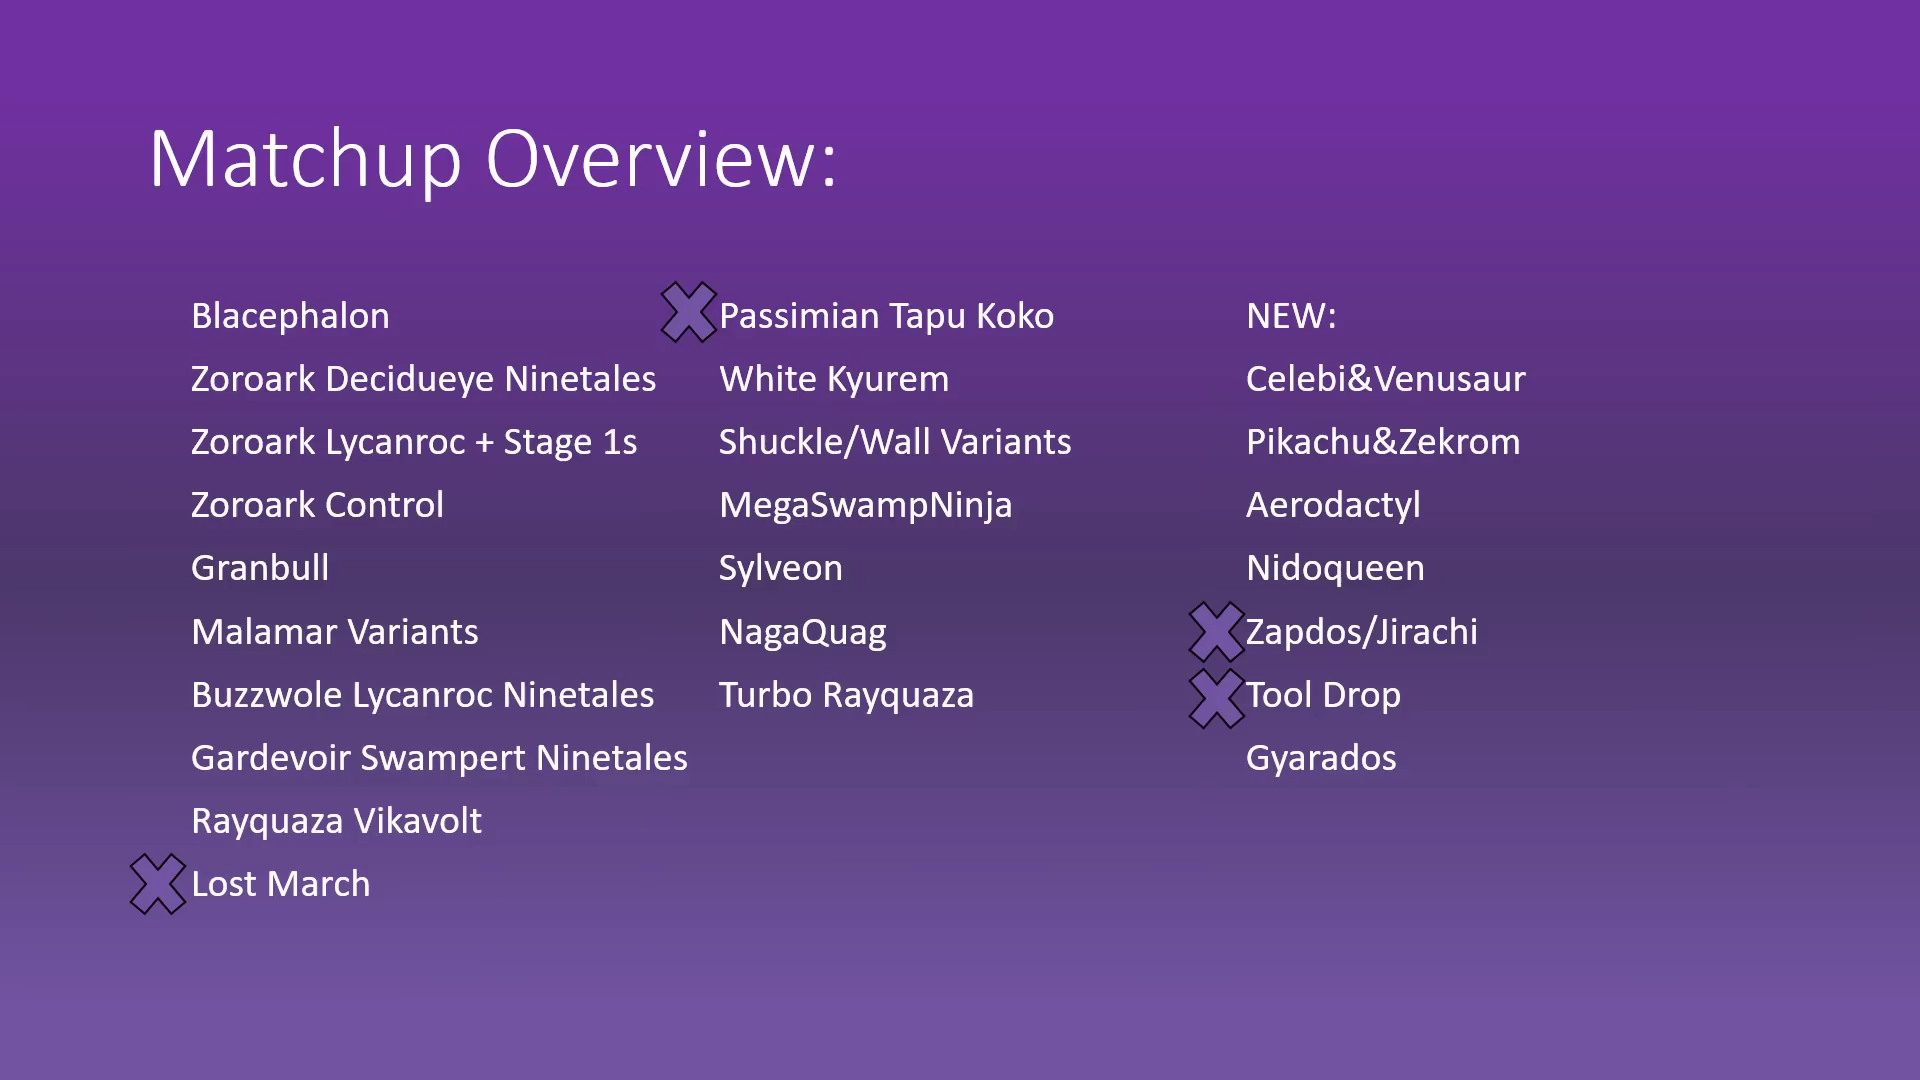 Matchup Overview:
Blacephalon
Zoroark Decidueye Ninetales
Zoroark Lycanroc + Stage 1s
Zoroark Control
Granbull
Malamar Variants
Buzzwole Lycanroc Ninetales
Gardevoir Swampert Ninetales
Rayquaza Vikavolt
Lost March
Passimian Tapu Koko
White Kyurem
Shuckle/Wall Variants
MegaSwampNinja
Sylveon
NagaQuag
Turbo Rayquaza
NEW:
Celebi&Venusaur
Pikachu&Zekrom
Aerodactyl
Nidoqueen
Zapdos/Jirachi
Tool Drop
Gyarados